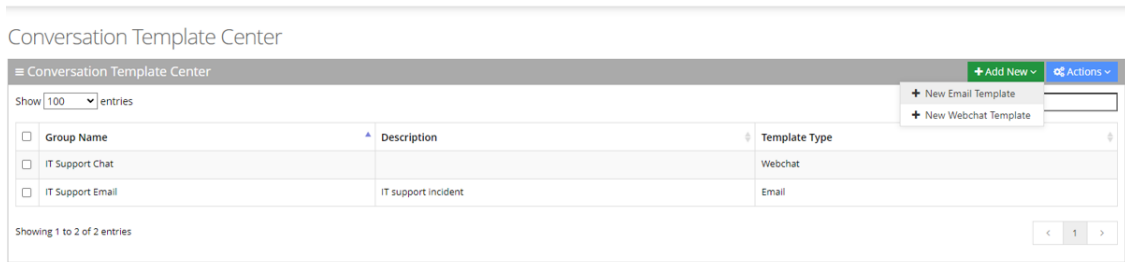 Conversation Template Center
Conversation Template Center
Add New
Actions
Show 100 entries
New Email Template
New Webchat Template
Group Name Description Template Type
IT Support Chat Webchat
IT Support Email IT support incident Email
Showing 1 to 2 of 2 entries
1